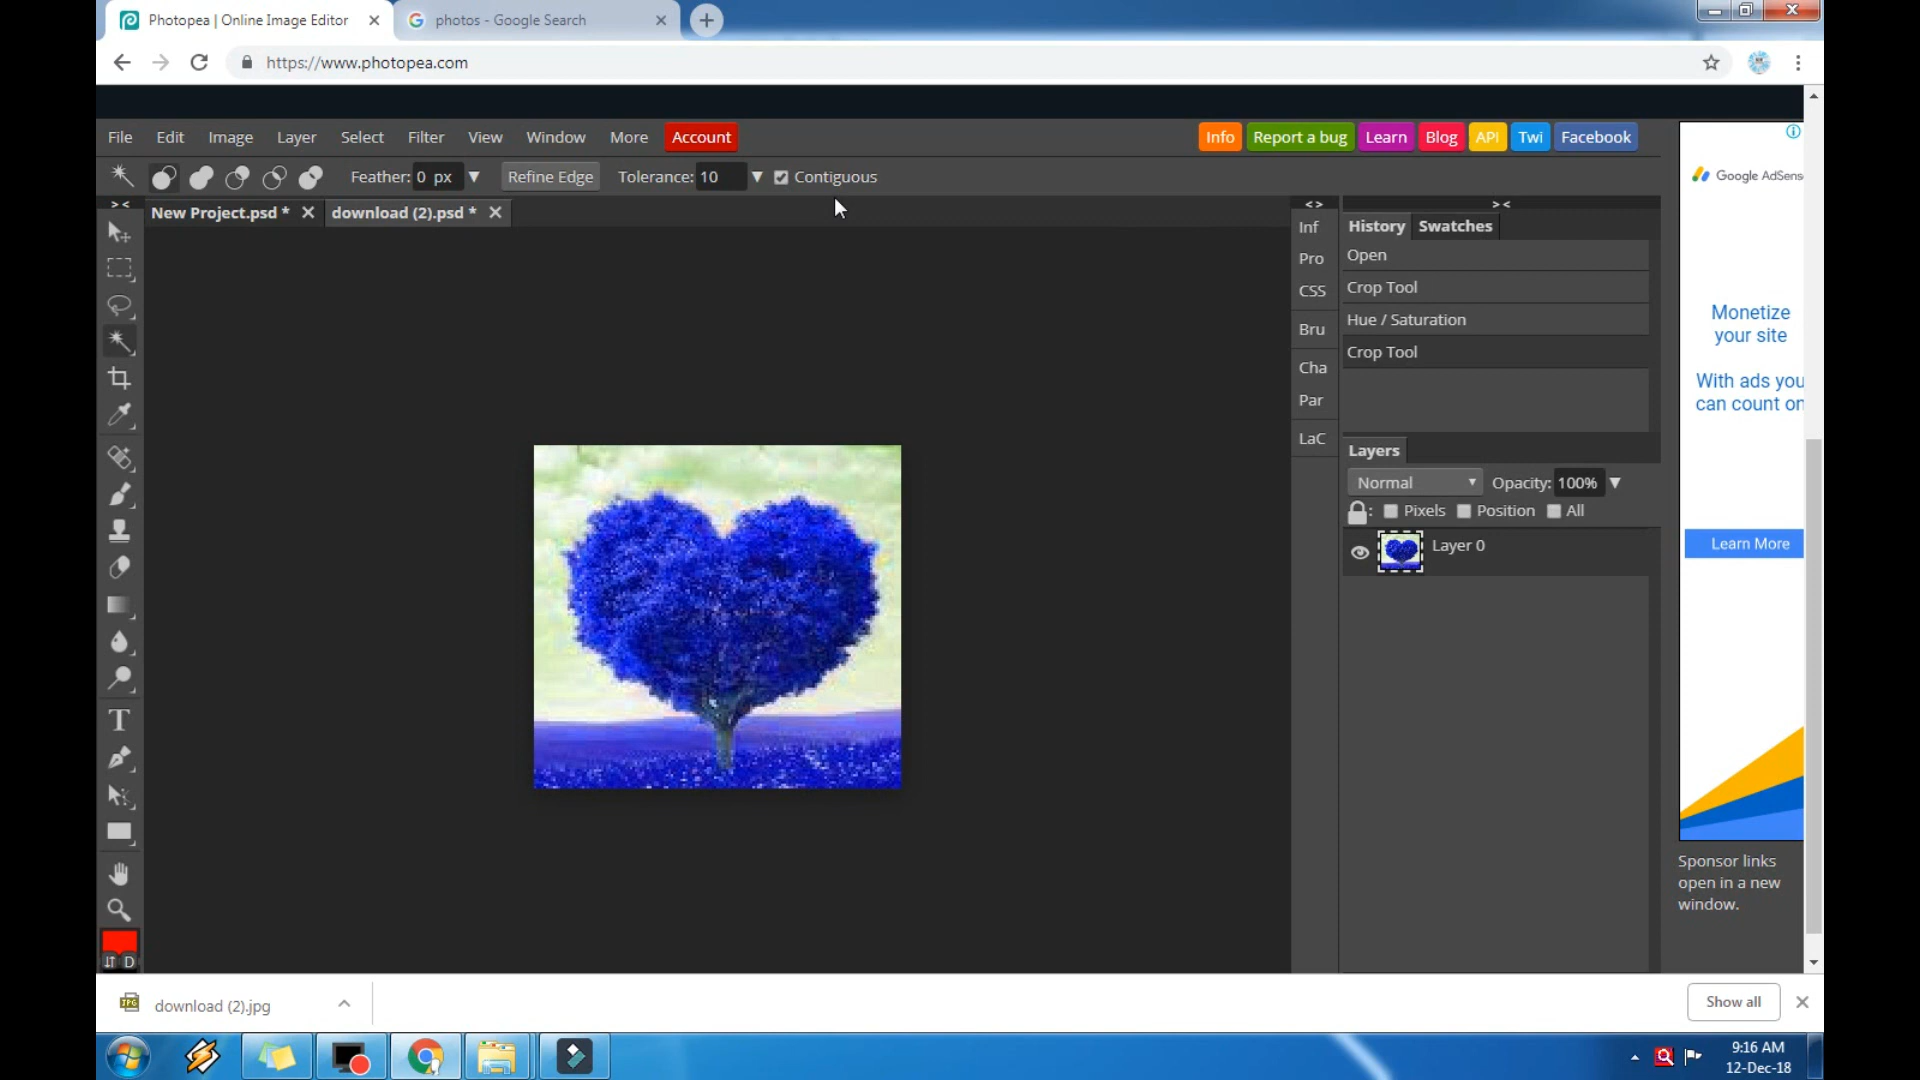 Photopea | Online Image Editor
photos - Google Search
https://www.photopea.com
File Edit Image Layer Select Filter View Window More Account
Info Report a bug Learn Blog API Twi Facebook
Feather: 0 px Refine Edge Tolerance: 10 Contiguous
> <
New Project.psd * download (2).psd *
< >
> <
Inf
Pro
CSS
Bru
Cha
Par
LaC
History Swatches
Open
Crop Tool
Hue / Saturation
Crop Tool
Layers
Normal Opacity: 100%
: Pixels Position All
Layer 0
T
D
Google AdSens
Monetize
your site
With ads you
can count on
Learn More
Sponsor links
open in a new
window.
JPG
download (2).jpg
Show all
9:16 AM
12-Dec-18